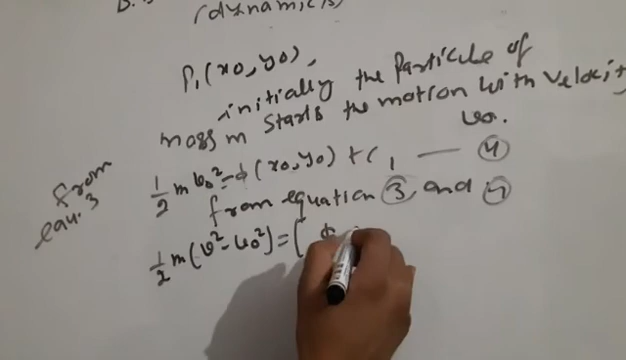 (dynamics)
P₁(x0, y0),
initially the Particle of
mass m starts the motion with velocity
v0.
from
equ. 3
1/2 m v0² = ϕ(x0, y0) + C₁ — ④
from equation ③ and ④
1/2 m(v² - v0²) = [ ϕ